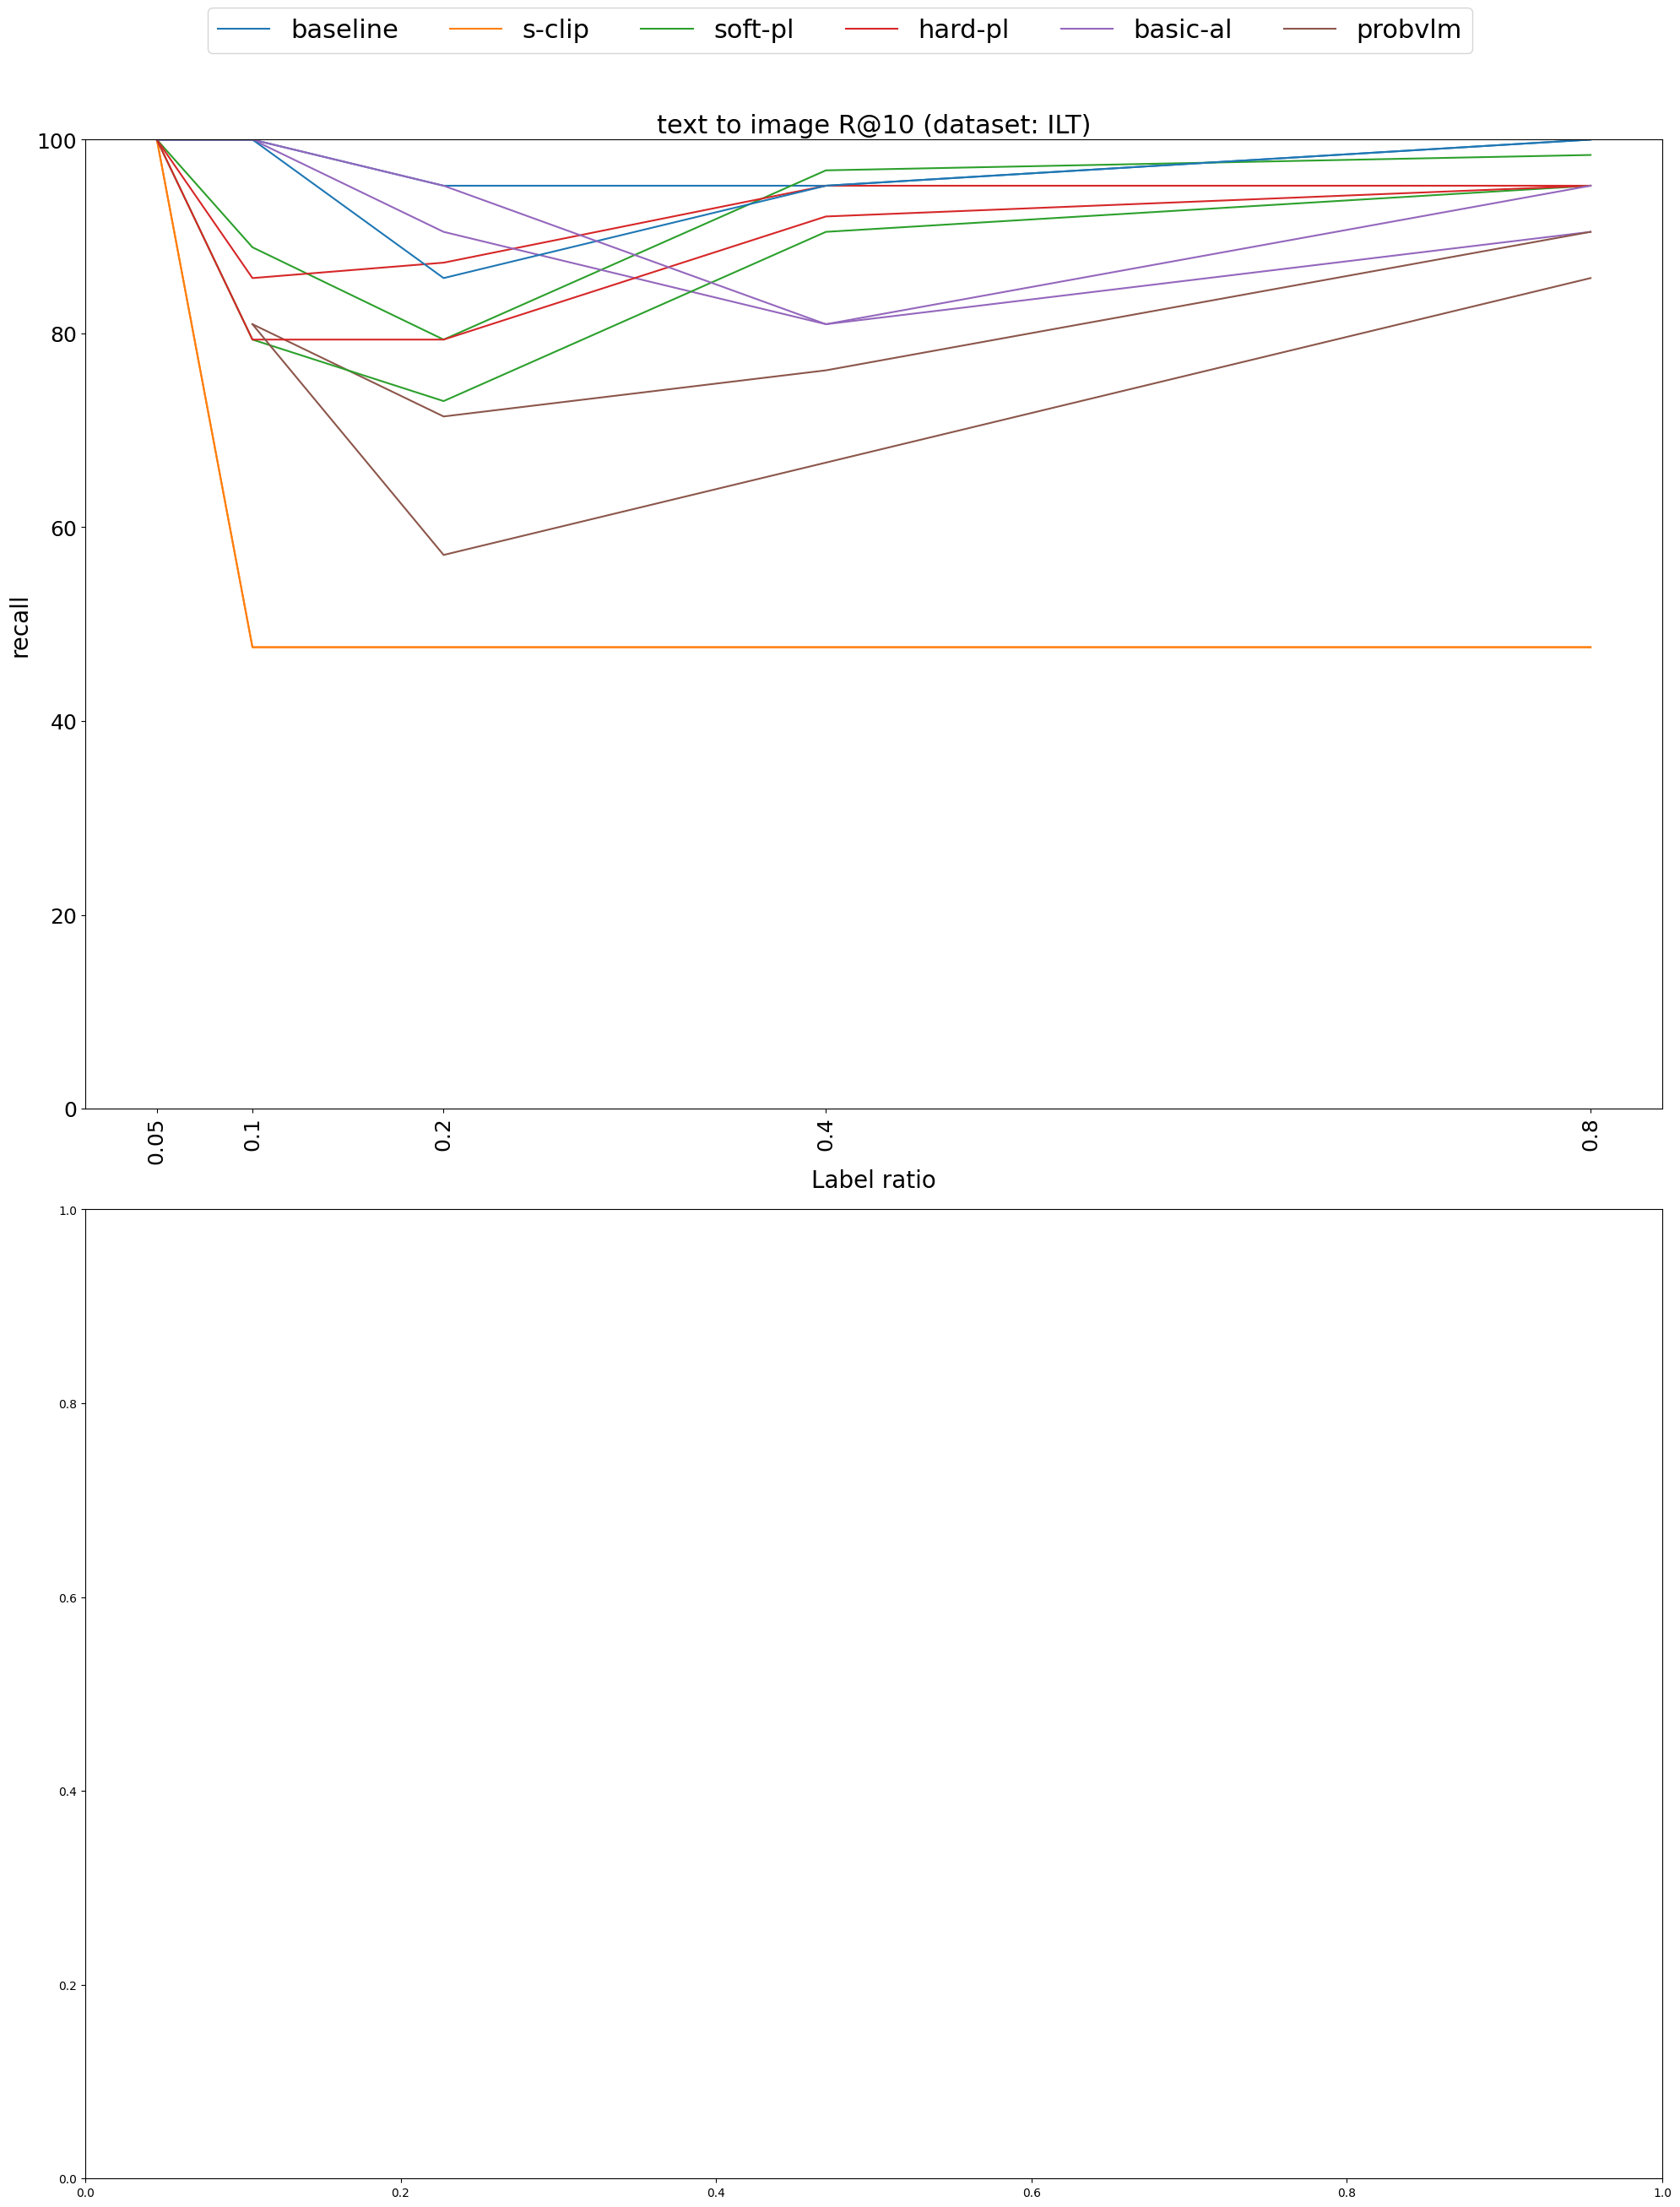 baseline s-clip soft-pl hard-pl basic-al probvlm
text to image R@10 (dataset: ILT)
100
80
60
40
20
0
recall
0.05 0.1 0.2 0.4 0.8
Label ratio
1.0
0.8
0.6
0.4
0.2
0.0
0.0 0.2 0.4 0.6 0.8 1.0